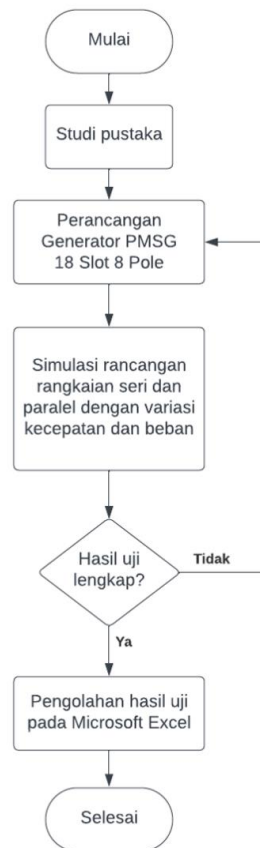 Mulai
Studi pustaka
Perancangan
Generator PMSG
18 Slot 8 Pole
Simulasi rancangan
rangkaian seri dan
paralel dengan variasi
kecepatan dan beban
Hasil uji
lengkap?
Tidak
Ya
Pengolahan hasil uji
pada Microsoft Excel
Selesai